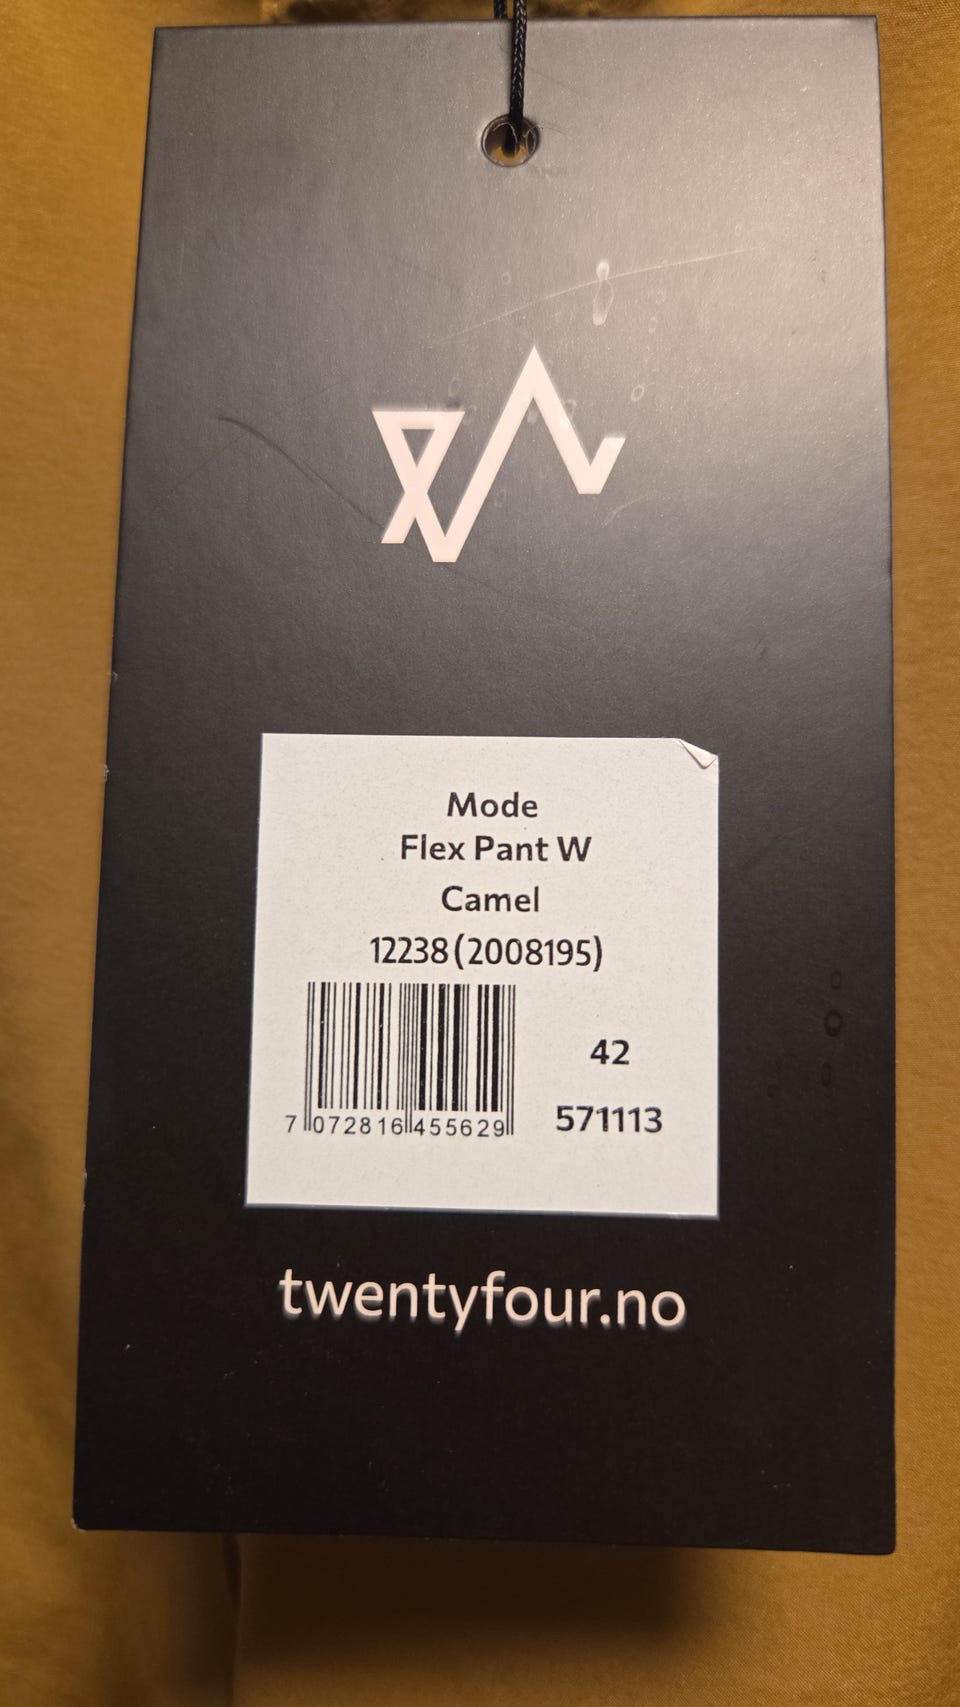 Mode
Flex Pant W
Camel
12238 (2008195)
42
7 072816 455629
571113
twentyfour.no